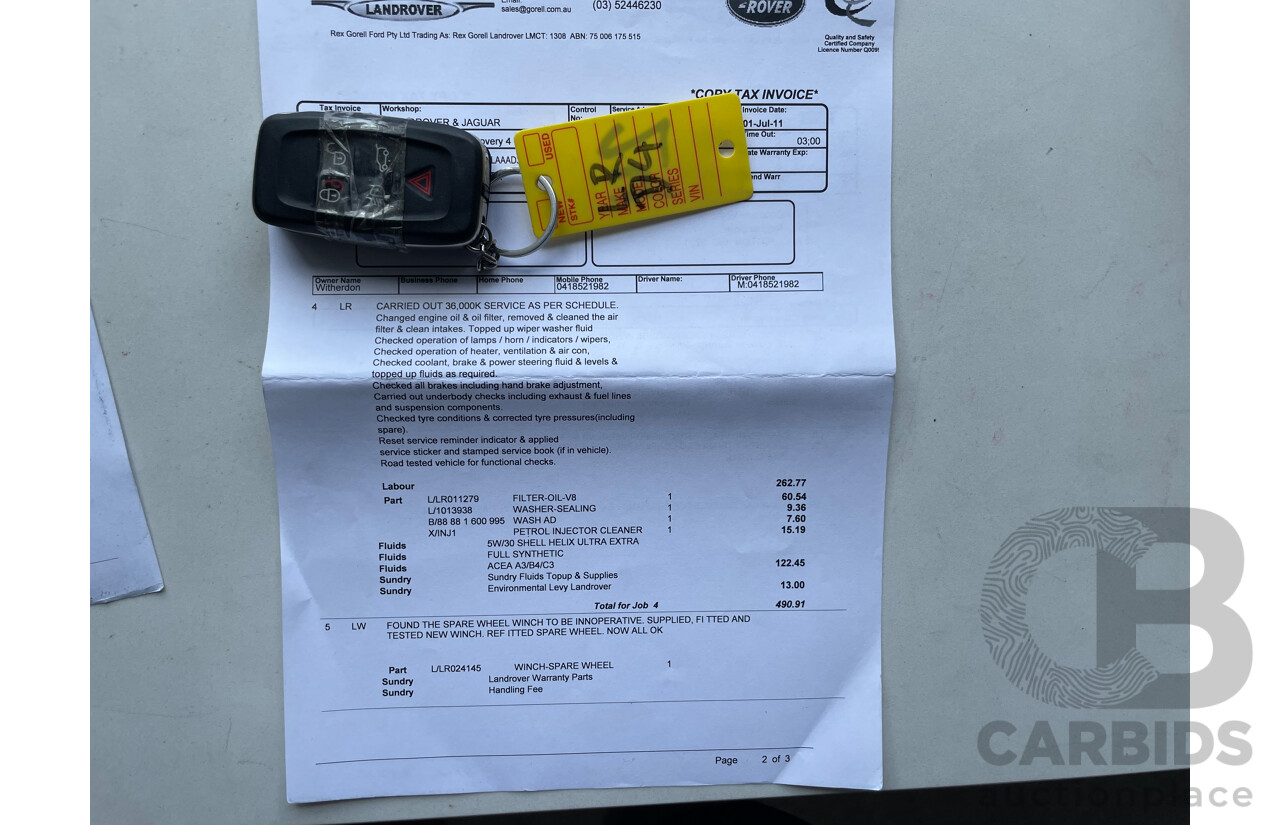 LANDROVER
Email:
sales@gorell.com.au
(03) 52446230
ROVER
Rex Gorell Ford Pty Ltd Trading As: Rex Gorell Landrover LMCT: 1308 ABN: 75 006 175 515
Quality and Safety
Certified Company
Licence Number Q009
*COPY TAX INVOICE*
Tax Invoice Workshop: Control No: Invoice Date:
& JAGUAR 01-Jul-11
overy 4 Time Out: 03;00
Warranty Exp:
Warr
USED
NEW
STK#
YEAR
MAKE
MODEL
COLOR
SERIES
VIN
LR
D4
Owner Name Business Phone Home Phone Mobile Phone Driver Name: Driver Phone
Witherdon 0418521982 M:0418521982
4 LR CARRIED OUT 36,000K SERVICE AS PER SCHEDULE.
Changed engine oil & oil filter, removed & cleaned the air
filter & clean intakes. Topped up wiper washer fluid
Checked operation of lamps / horn / indicators / wipers,
Checked operation of heater, ventilation & air con,
Checked coolant, brake & power steering fluid & levels &
topped up fluids as required.
Checked all brakes including hand brake adjustment,
Carried out underbody checks including exhaust & fuel lines
and suspension components.
Checked tyre conditions & corrected tyre pressures(including
spare).
Reset service reminder indicator & applied
service sticker and stamped service book (if in vehicle).
Road tested vehicle for functional checks.
Labour 262.77
Part L/LR011279 FILTER-OIL-V8 1 60.54
L/1013938 WASHER-SEALING 1 9.36
B/88 88 1 600 995 WASH AD 1 7.60
X/INJ1 PETROL INJECTOR CLEANER 1 15.19
Fluids 5W/30 SHELL HELIX ULTRA EXTRA
Fluids FULL SYNTHETIC
Fluids ACEA A3/B4/C3 122.45
Sundry Sundry Fluids Topup & Supplies
Sundry Environmental Levy Landrover 13.00
Total for Job 4 490.91
5 LW FOUND THE SPARE WHEEL WINCH TO BE INNOPERATIVE. SUPPLIED, FI TTED AND
TESTED NEW WINCH. REF ITTED SPARE WHEEL. NOW ALL OK
Part L/LR024145 WINCH-SPARE WHEEL 1
Sundry Landrover Warranty Parts
Sundry Handling Fee
Page 2 of 3
CARBIDS
auctionplace